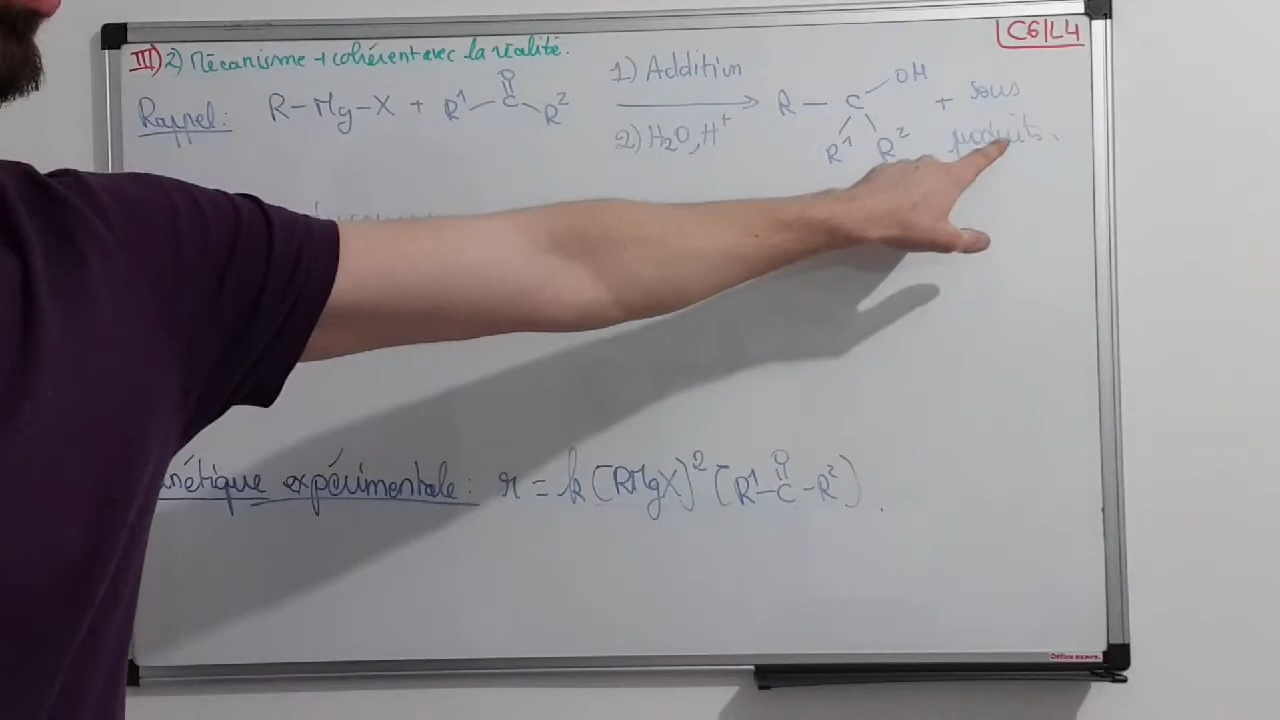 C6/L4
III) 2) Mécanisme + cohérent avec la réalité.
Rappel: R-Mg-X + R¹-C(=O)-R² 1) Addition 2) H₂O, H⁺ → R-C(OH)(R¹)(R²) + sous produits.
nétique expérimentale: r = k (RMgX)² (R¹-C(=O)-R²).